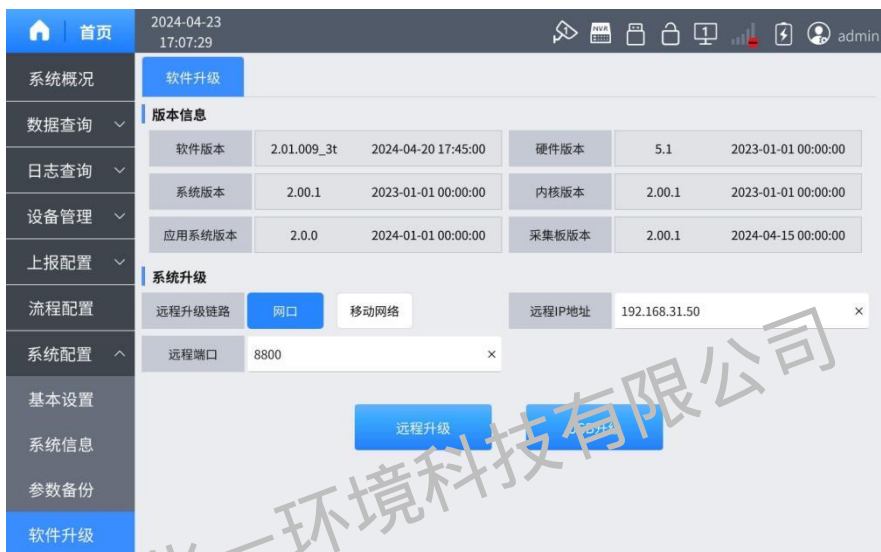 首页
2024-04-23
17:07:29
NVR
1
admin
系统概况
数据查询
日志查询
设备管理
上报配置
流程配置
系统配置
基本设置
系统信息
参数备份
软件升级
软件升级
版本信息
软件版本 2.01.009_3t 2024-04-20 17:45:00 硬件版本 5.1 2023-01-01 00:00:00
系统版本 2.00.1 2023-01-01 00:00:00 内核版本 2.00.1 2023-01-01 00:00:00
应用系统版本 2.0.0 2024-01-01 00:00:00 采集板版本 2.00.1 2024-04-15 00:00:00
系统升级
远程升级链路 网口 移动网络 远程IP地址 192.168.31.50 ×
远程端口 8800 ×
远程升级 USB升级
一环境科技有限公司